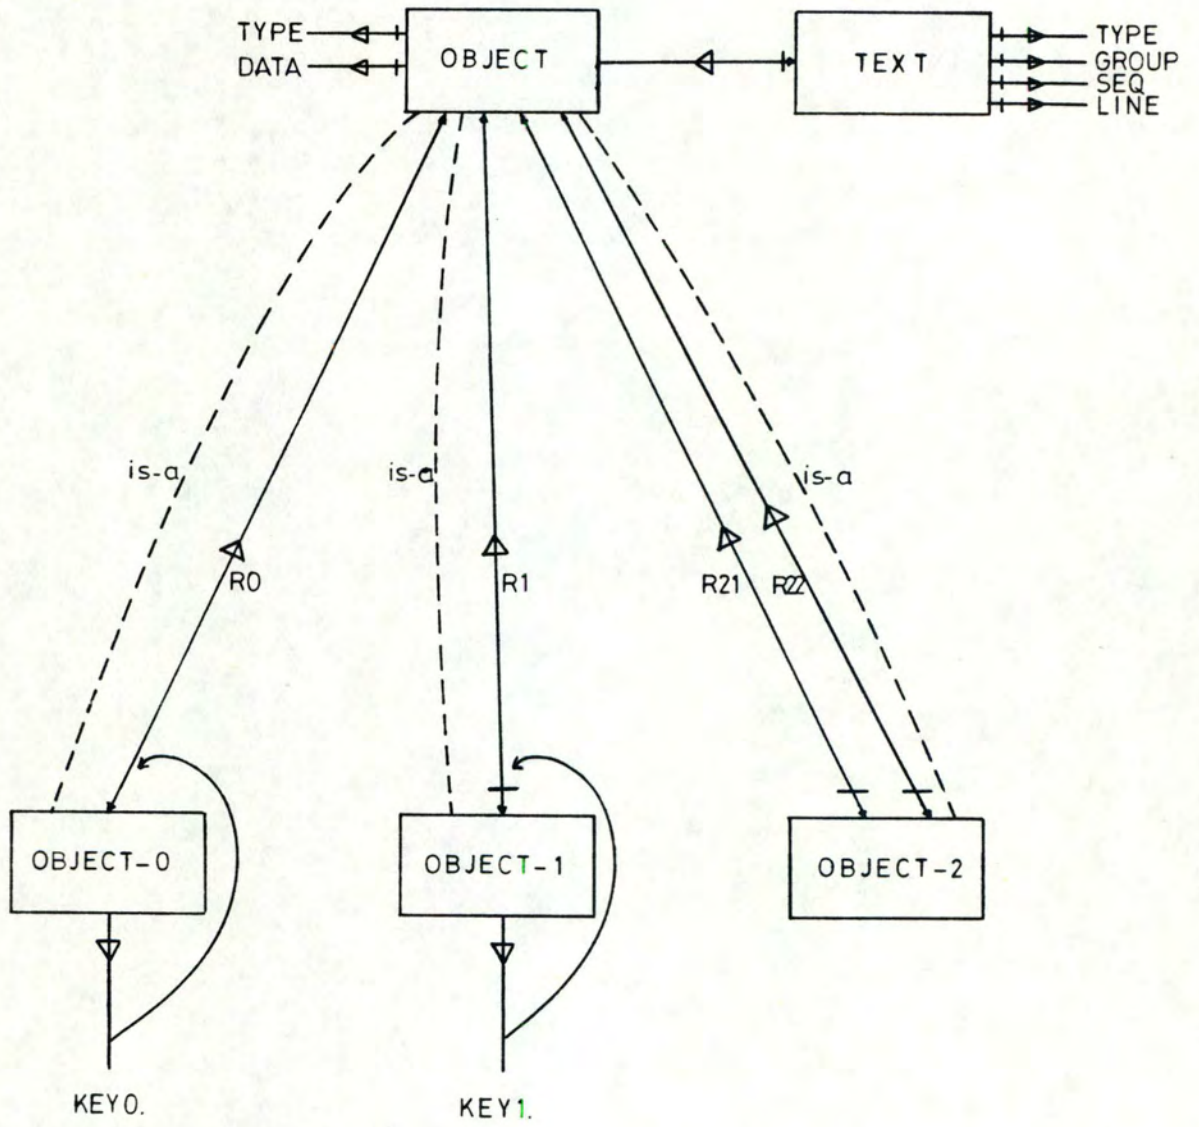 TYPE
DATA
OBJECT
TEXT
TYPE
GROUP
SEQ
LINE
is-a
is-a
is-a
R0
R1
R21
R22
OBJECT-0
OBJECT-1
OBJECT-2
KEY0.
KEY1.